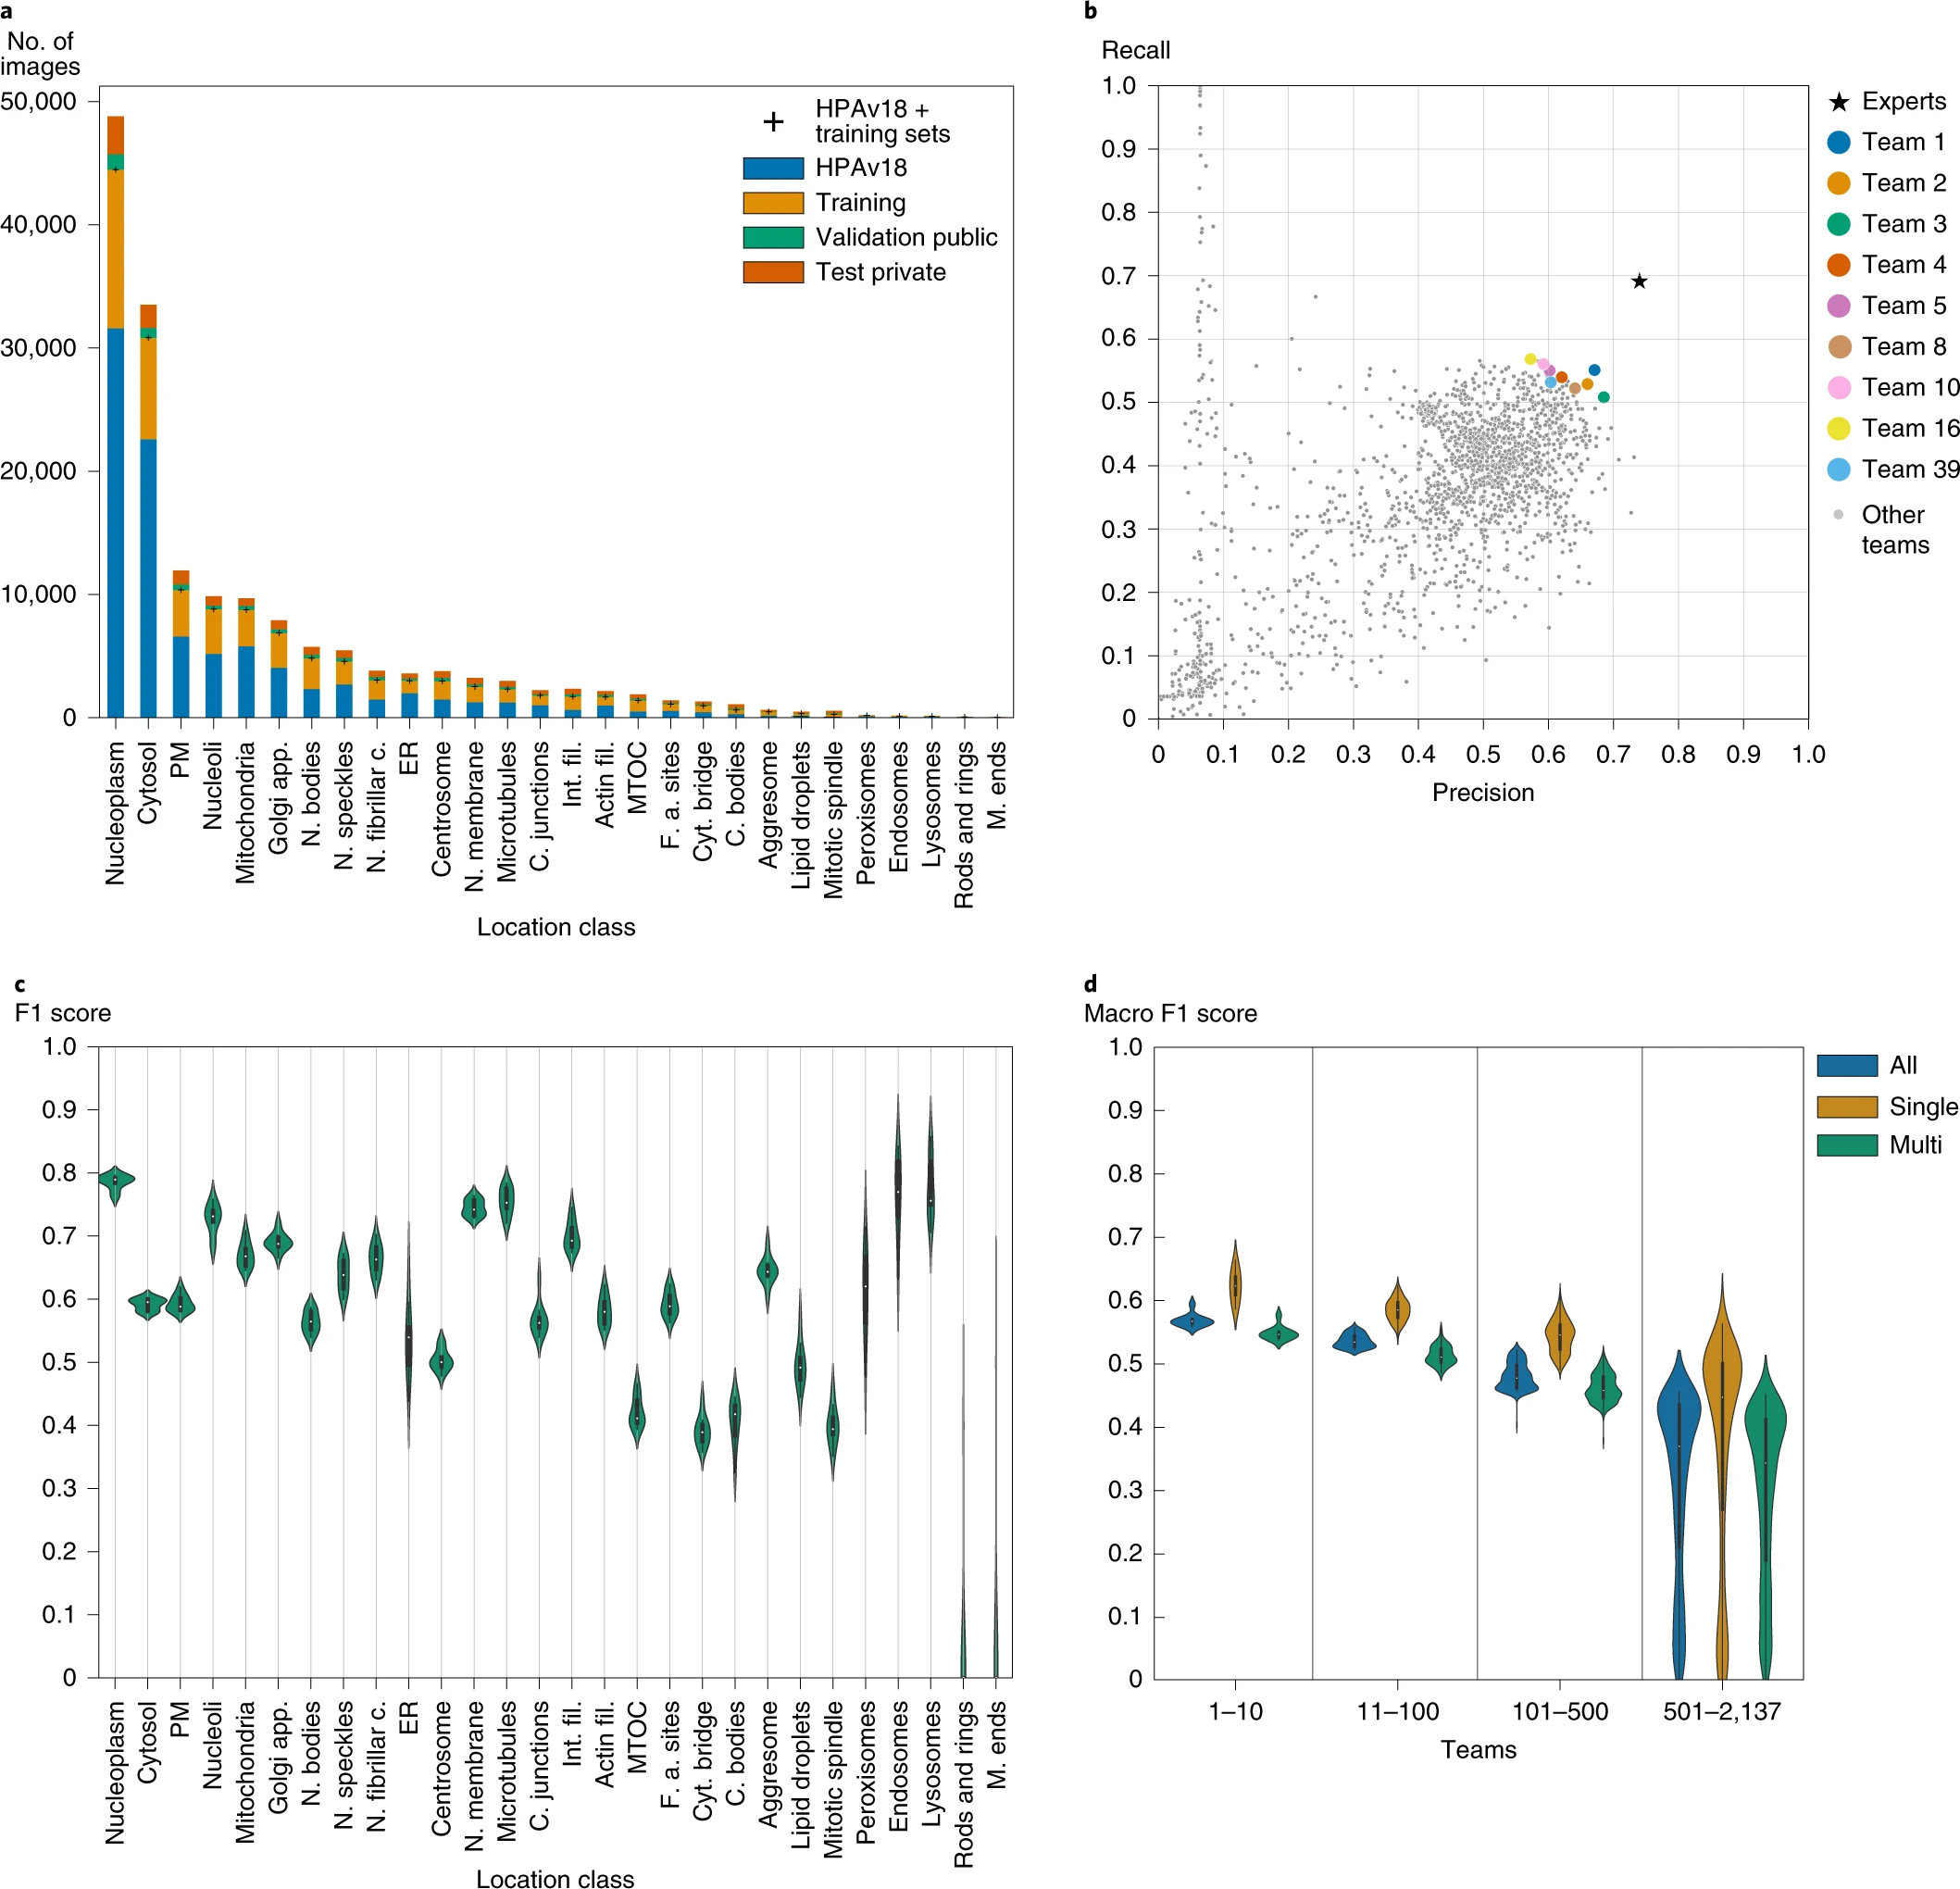 a
No. of
images
50,000
40,000
30,000
20,000
10,000
0
HPAv18 +
training sets
HPAv18
Training
Validation public
Test private
Nucleoplasm
Cytosol
PM
Nucleoli
Mitochondria
Golgi app.
N. bodies
N. speckles
N. fibrillar c.
ER
Centrosome
N. membrane
Microtubules
C. junctions
Int. fil.
Actin fil.
MTOC
F. a. sites
Cyt. bridge
C. bodies
Aggresome
Lipid droplets
Mitotic spindle
Peroxisomes
Endosomes
Lysosomes
Rods and rings
M. ends
Location class
b
Recall
1.0
0.9
0.8
0.7
0.6
0.5
0.4
0.3
0.2
0.1
0
0 0.1 0.2 0.3 0.4 0.5 0.6 0.7 0.8 0.9 1.0
Precision
Experts
Team 1
Team 2
Team 3
Team 4
Team 5
Team 8
Team 10
Team 16
Team 39
Other
teams
c
F1 score
1.0
0.9
0.8
0.7
0.6
0.5
0.4
0.3
0.2
0.1
0
Nucleoplasm
Cytosol
PM
Nucleoli
Mitochondria
Golgi app.
N. bodies
N. speckles
N. fibrillar c.
ER
Centrosome
N. membrane
Microtubules
C. junctions
Int. fil.
Actin fil.
MTOC
F. a. sites
Cyt. bridge
C. bodies
Aggresome
Lipid droplets
Mitotic spindle
Peroxisomes
Endosomes
Lysosomes
Rods and rings
M. ends
Location class
d
Macro F1 score
1.0
0.9
0.8
0.7
0.6
0.5
0.4
0.3
0.2
0.1
0
1–10 11–100 101–500 501–2,137
Teams
All
Single
Multi